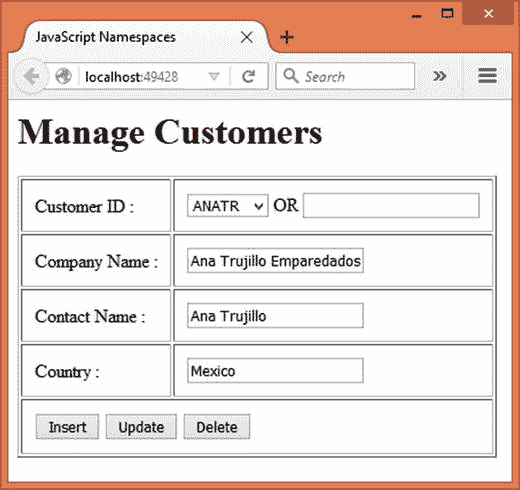 JavaScript Namespaces
localhost:49428
Search
Manage Customers
Customer ID : ANATR OR
Company Name : Ana Trujillo Emparedados
Contact Name : Ana Trujillo
Country : Mexico
Insert Update Delete